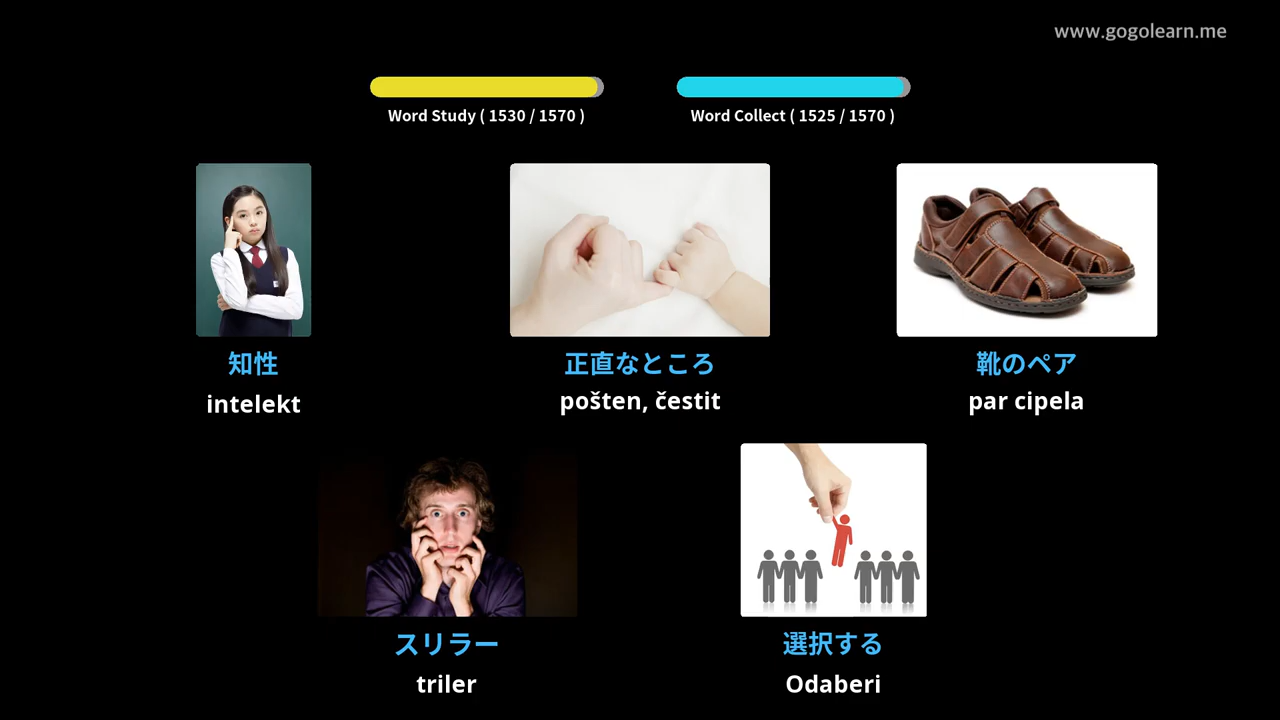 www.gogolearn.me
Word Study ( 1530 / 1570 )
Word Collect ( 1525 / 1570 )
知性
intelekt
正直なところ
pošten, čestit
靴のペア
par cipela
スリラー
triler
選択する
Odaberi